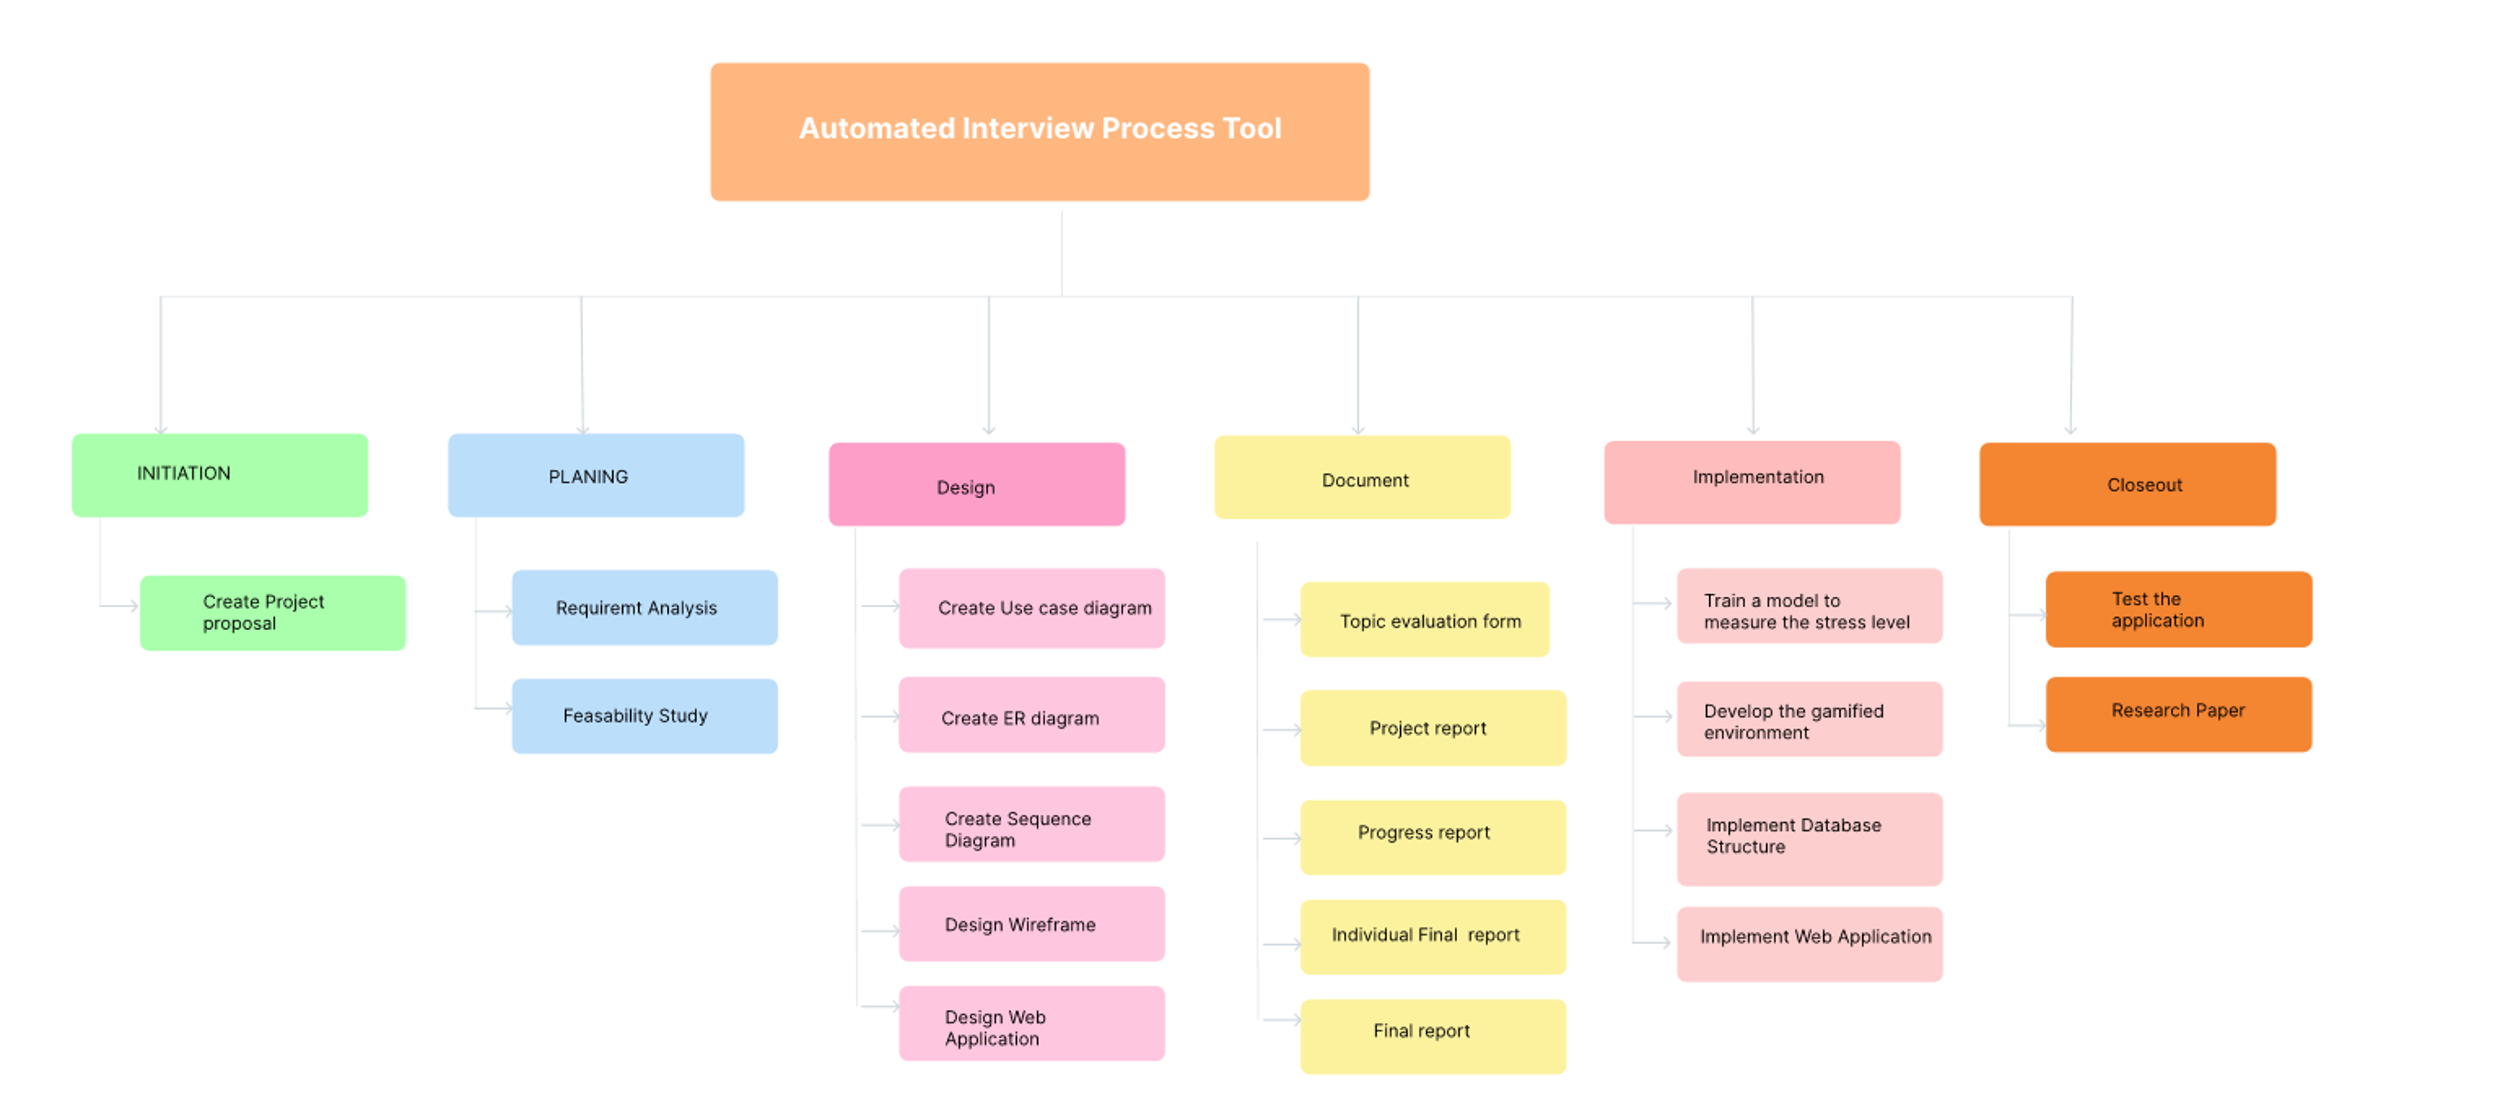 Automated Interview Process Tool
INITIATION
Create Project
proposal
PLANING
Requiremt Analysis
Feasability Study
Design
Create Use case diagram
Create ER diagram
Create Sequence
Diagram
Design Wireframe
Design Web
Application
Document
Topic evaluation form
Project report
Progress report
Individual Final report
Final report
Implementation
Train a model to
measure the stress level
Develop the gamified
environment
Implement Database
Structure
Implement Web Application
Closeout
Test the
application
Research Paper